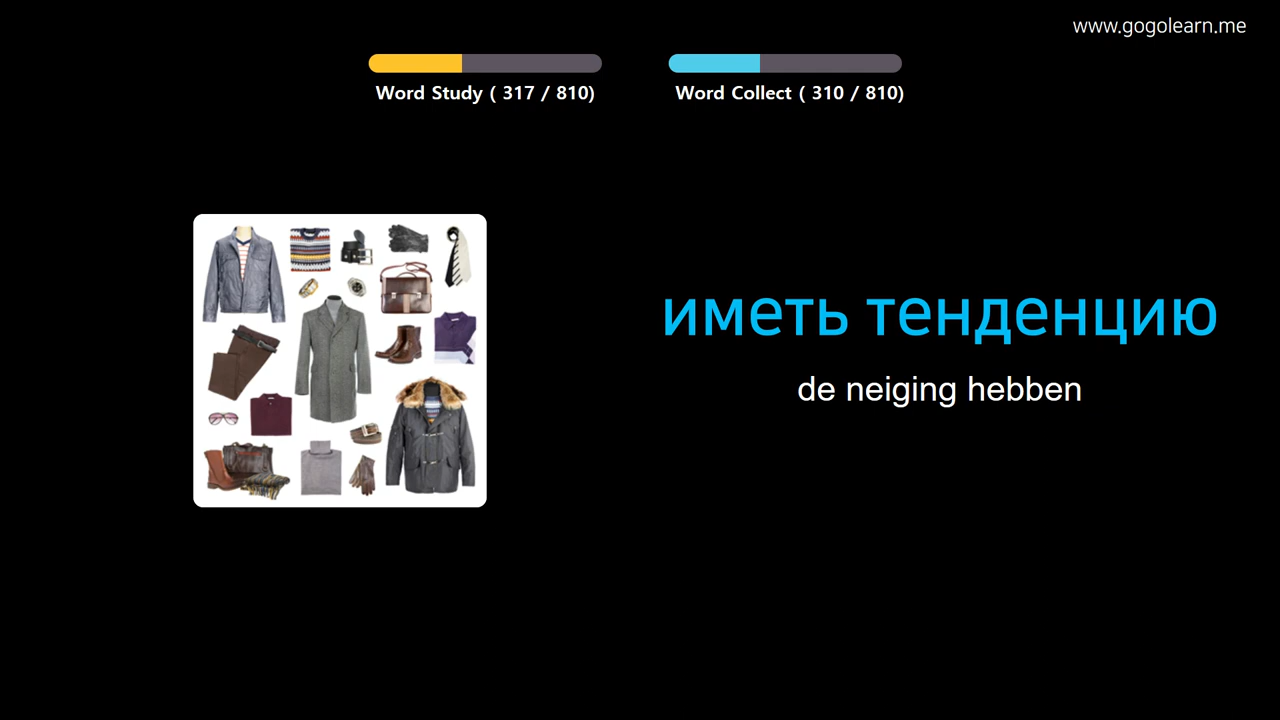 www.gogolearn.me
Word Study ( 317 / 810)
Word Collect ( 310 / 810)
иметь тенденцию
de neiging hebben